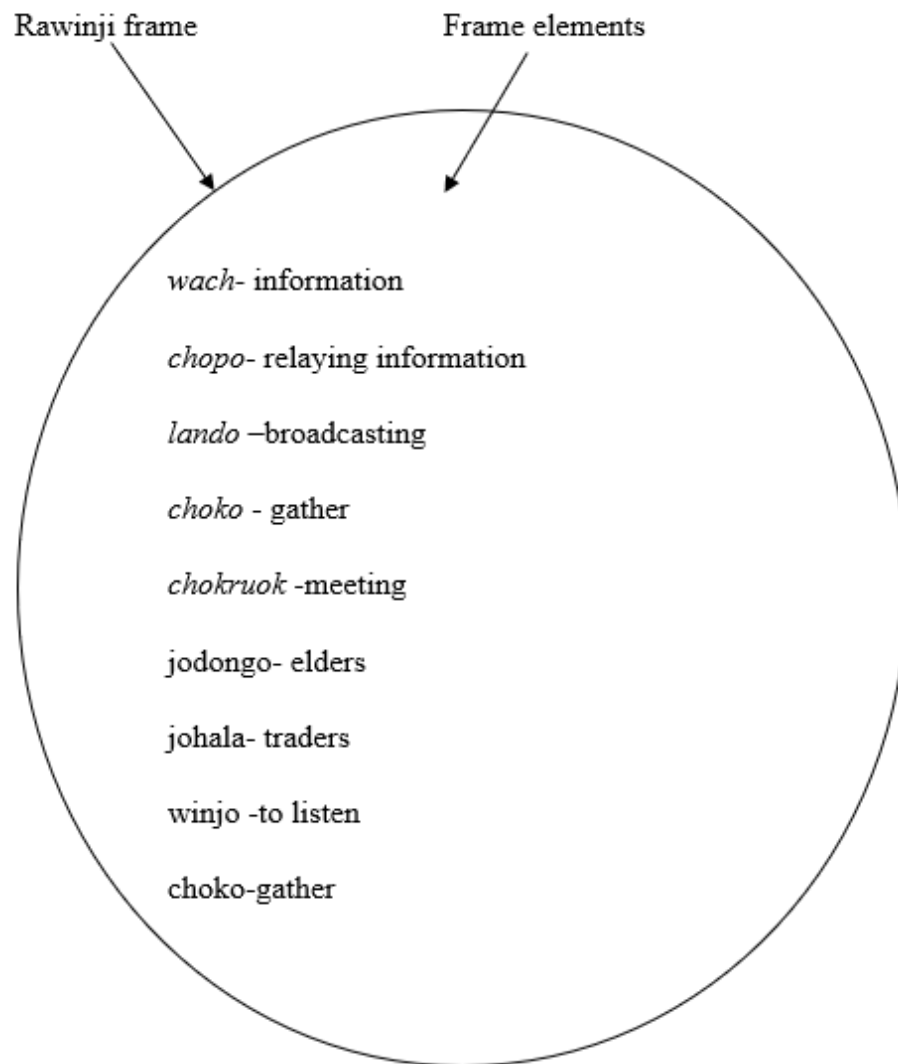 Rawinji frame Frame elements
wach- information
chopo- relaying information
lando –broadcasting
choko - gather
chokruok -meeting
jodongo- elders
johala- traders
winjo -to listen
choko-gather